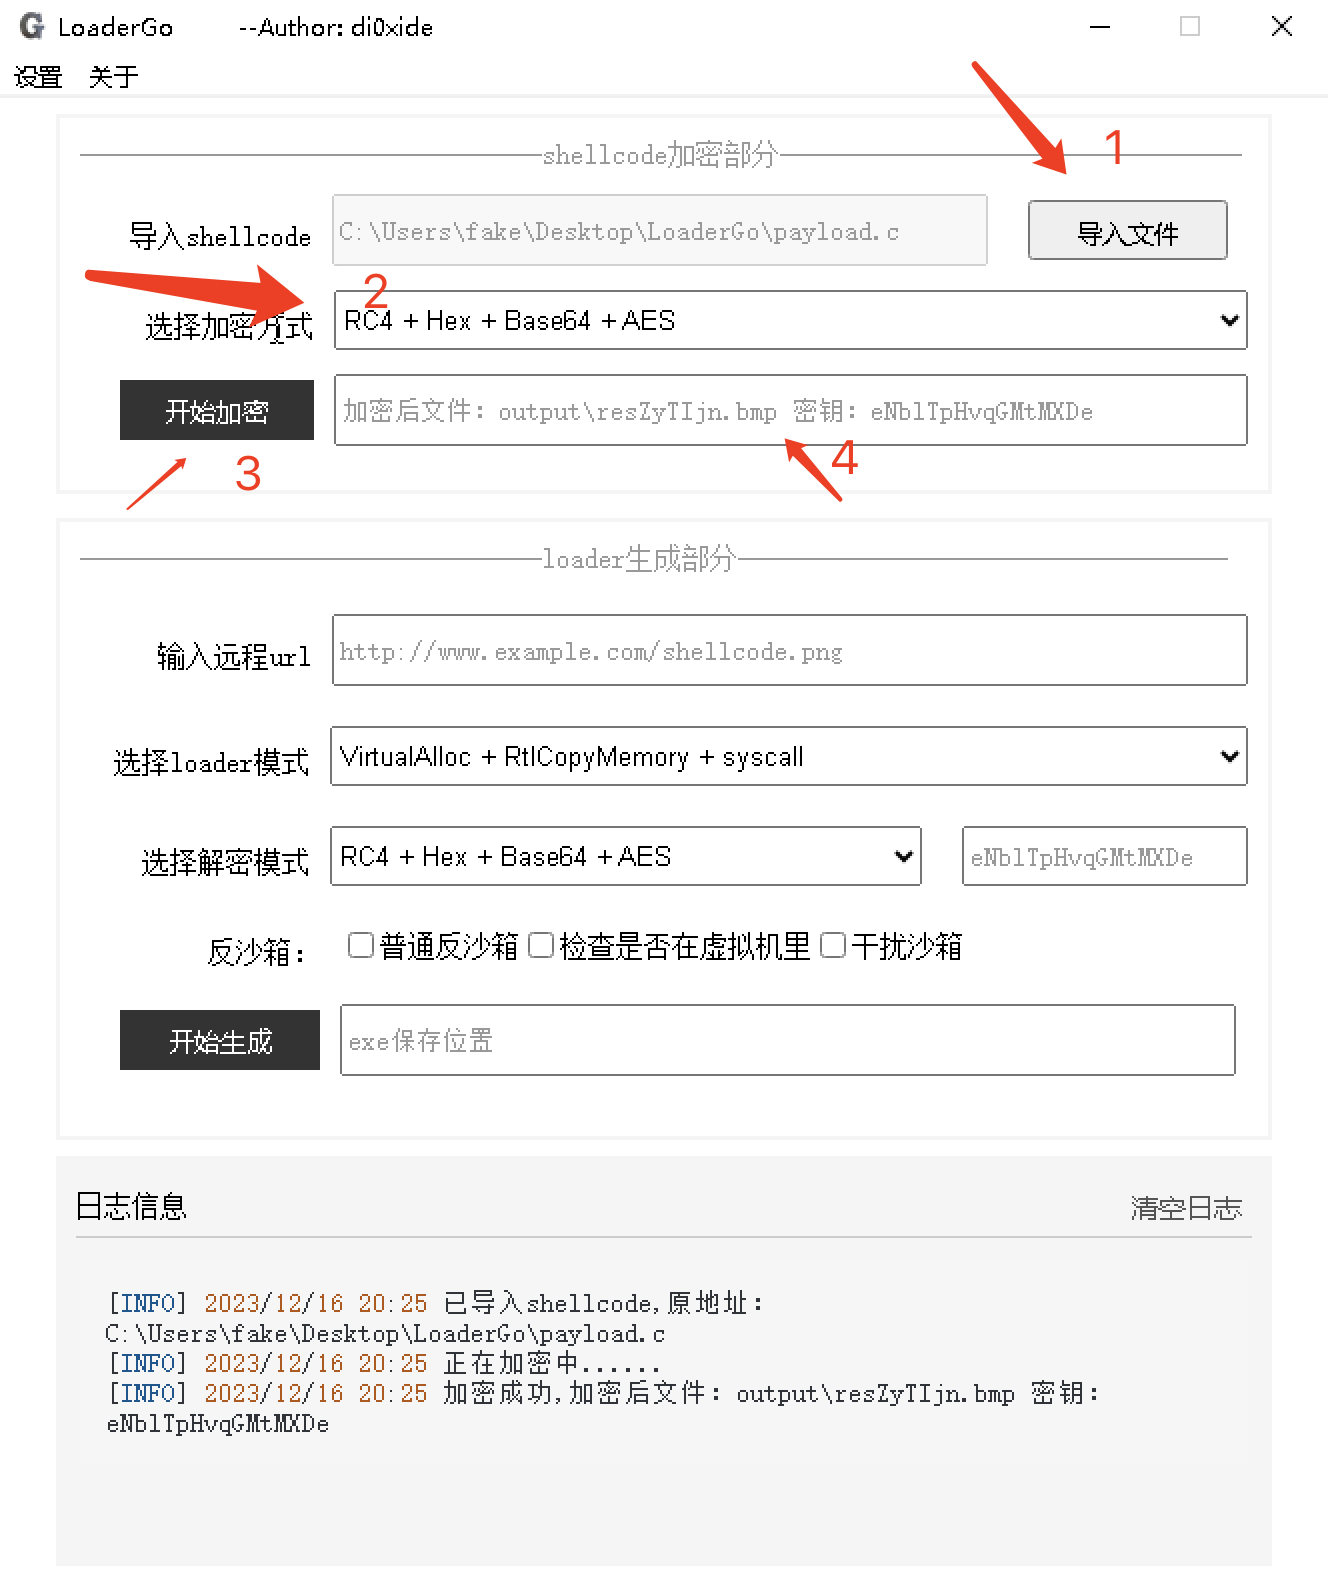 LoaderGo --Author: di0xide
设置 关于
shellcode加密部分
1
导入shellcode C:\Users\fake\Desktop\LoaderGo\payload.c 导入文件
2
选择加密方式 RC4 + Hex + Base64 + AES
开始加密 加密后文件: output\resZyTIjn.bmp 密钥: eNblTpHvqGMtMXDe
3 4
loader生成部分
输入远程url http://www.example.com/shellcode.png
选择loader模式 VirtualAlloc + RtlCopyMemory + syscall
选择解密模式 RC4 + Hex + Base64 + AES eNblTpHvqGMtMXDe
反沙箱: 普通反沙箱 检查是否在虚拟机里 干扰沙箱
开始生成 exe保存位置
日志信息 清空日志
[INFO] 2023/12/16 20:25 已导入shellcode,原地址:
C:\Users\fake\Desktop\LoaderGo\payload.c
[INFO] 2023/12/16 20:25 正在加密中......
[INFO] 2023/12/16 20:25 加密成功,加密后文件: output\resZyTIjn.bmp 密钥:
eNblTpHvqGMtMXDe